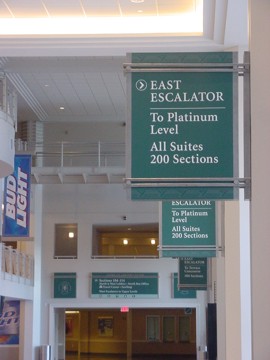 EAST
ESCALATOR
To Platinum
Level
All Suites
200 Sections
BUD
LIGHT
ESCALATOR
To Platinum
Level
All Suites
200 Sections